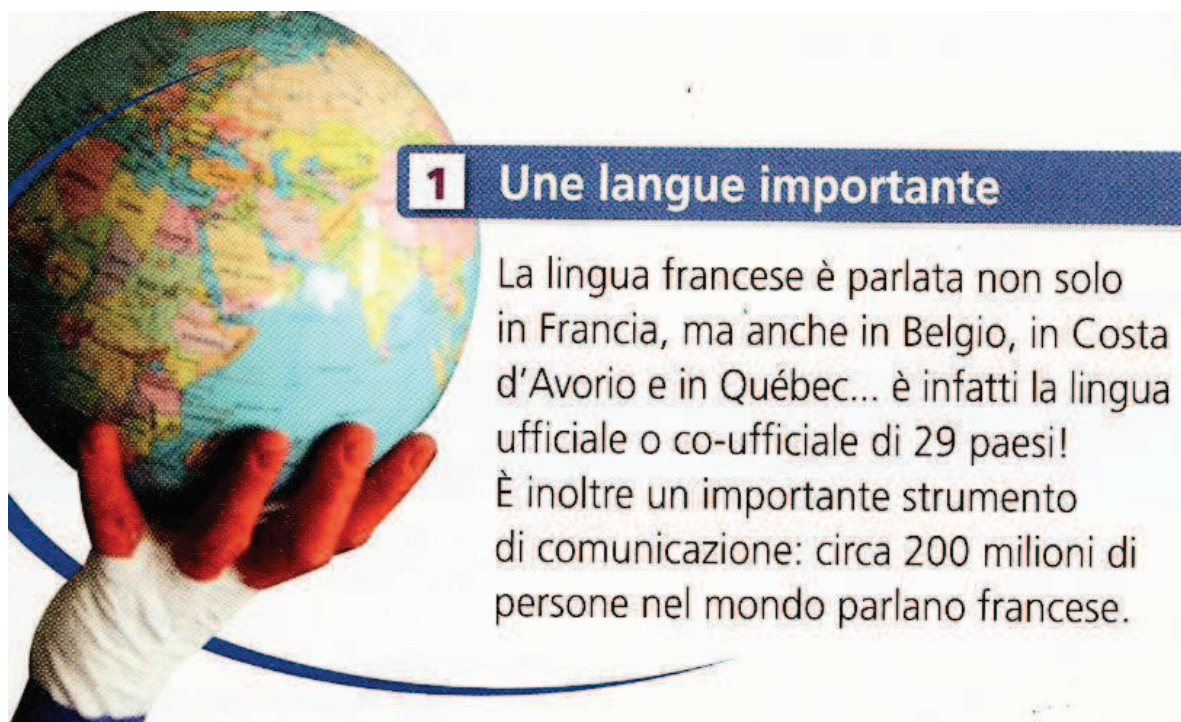 1 Une langue importante
La lingua francese è parlata non solo
in Francia, ma anche in Belgio, in Costa
d'Avorio e in Québec... è infatti la lingua
ufficiale o co-ufficiale di 29 paesi!
È inoltre un importante strumento
di comunicazione: circa 200 milioni di
persone nel mondo parlano francese.